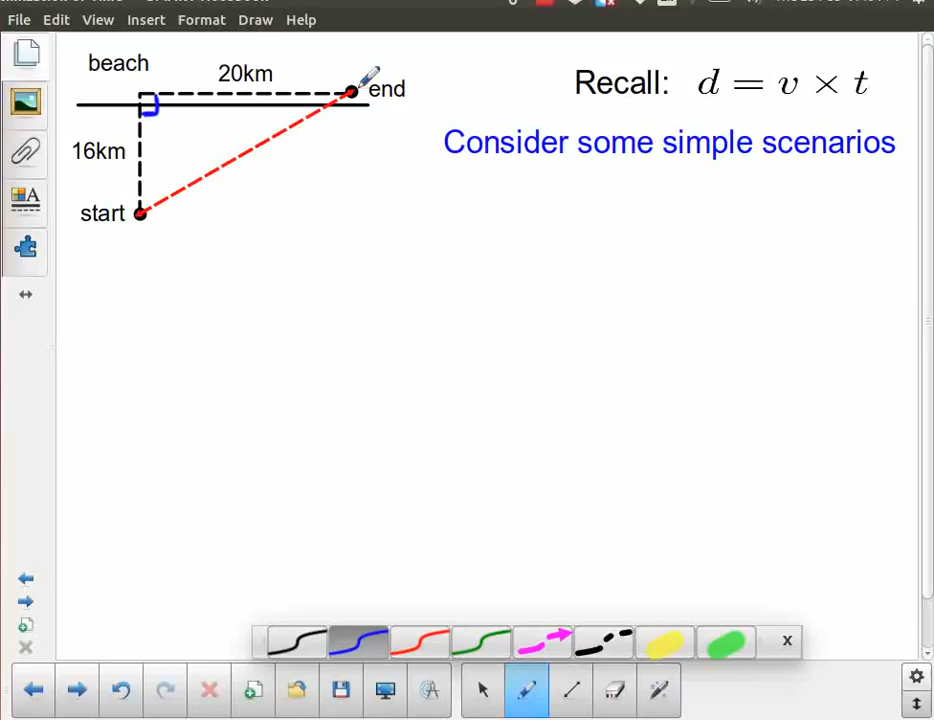 File Edit View Insert Format Draw Help
beach
20km
end
Recall: d = v × t
Consider some simple scenarios
16km
start
A
x